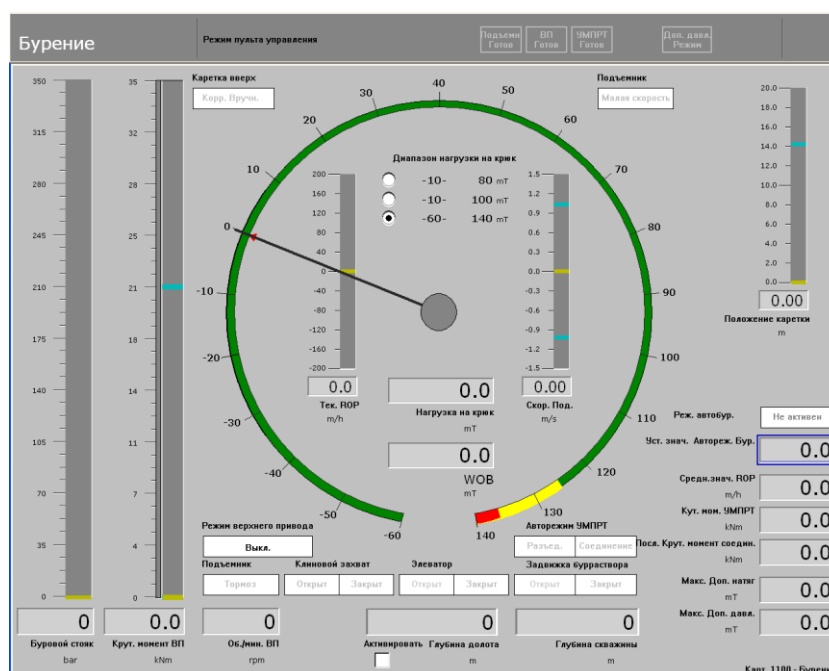 Бурение
Режим пульта управления
Подъемн Готов
ВП Готов
УМПРТ Готов
Доп. давл. Режим
Каретка вверх
Корр. Вручн.
Подъемник
Малая скорость
350
315
280
245
210
175
140
105
70
35
0
35
32
28
25
21
18
14
11
7
4
0
-60
-50
-40
-30
-20
-10
0
10
20
30
40
50
60
70
80
90
100
110
120
130
140
Диапазон нагрузки на крюк
-10- 80 mT
-10- 100 mT
-60- 140 mT
200
160
120
80
40
0
-40
-80
-120
-160
-200
0.0
Тек. ROP
m/h
1.5
1.2
0.9
0.6
0.3
0.0
-0.3
-0.6
-0.9
-1.2
-1.5
0.00
Скор. Под.
m/s
0.0
Нагрузка на крюк
mT
0.0
WOB
mT
20.0
18.0
16.0
14.0
12.0
10.0
8.0
6.0
4.0
2.0
0.0
0.00
Положение каретки
m
Реж. автобур. Не активен
Уст. знач. Автореж. Бур. 0.0
Средн.знач. ROP 0.0
m/h
Кут. мом. УМПРТ 0.0
kNm
Посл. Крут. момент соедин. 0.0
kNm
Макс. Доп. натяг 0.0
mT
Макс. Доп. давл. 0.0
mT
Режим верхнего привода
Выкл.
Авторежим УМПРТ
Разъед. Соединение
Подъемник
Тормоз
Клиновой захват
Открыт Закрыт
Элеватор
Открыт Закрыт
Задвижка бурраствора
Открыт Закрыт
0
Буровой стояк
bar
0.0
Крут. момент ВП
kNm
0
Об./мин. ВП
rpm
0
Активировать Глубина долота
m
0
Глубина скважины
m
Карт. 1100 - Бурени